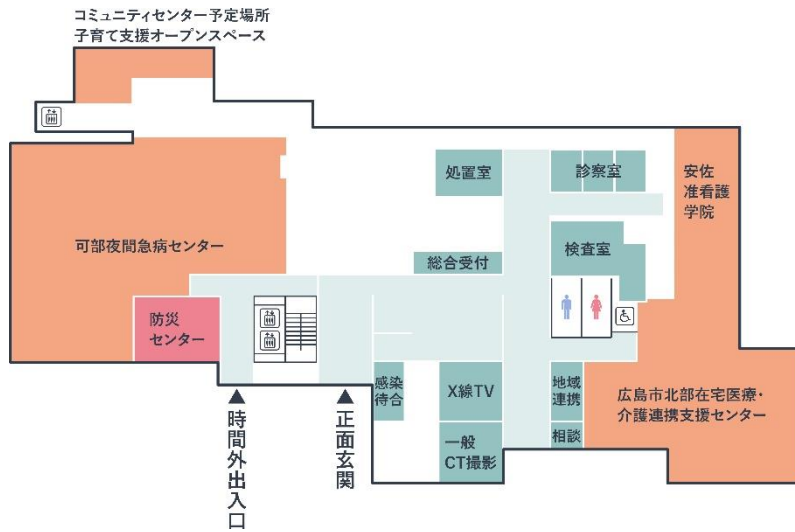 コミュニティセンター予定場所
子育て支援オープンスペース
処置室
診察室
安佐
准看護
学院
可部夜間急病センター
総合受付
検査室
防災
センター
感染
待合
X線TV
地域
連携
広島市北部在宅医療・
介護連携支援センター
一般
CT撮影
相談
▲時間外出入口
▲正面玄関